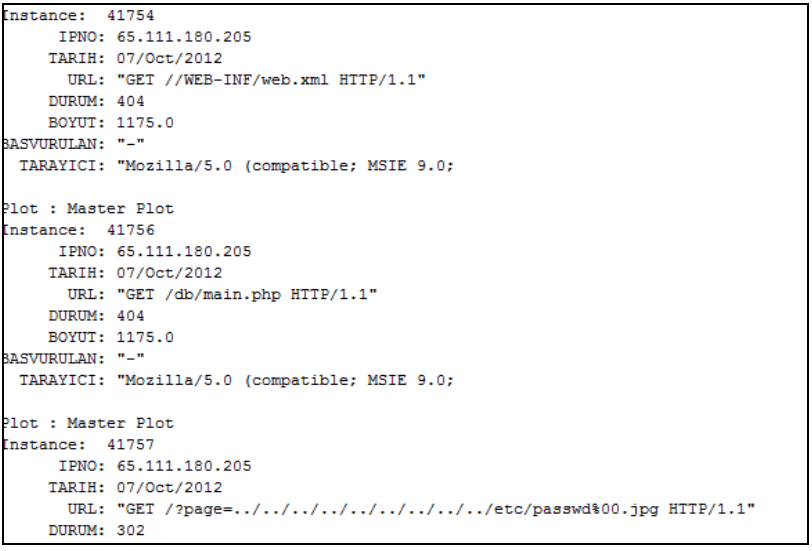 Instance: 41754
IPNO: 65.111.180.205
TARIH: 07/Oct/2012
URL: "GET //WEB-INF/web.xml HTTP/1.1"
DURUM: 404
BOYUT: 1175.0
BASVURULAN: "-"
TARAYICI: "Mozilla/5.0 (compatible; MSIE 9.0;
Plot : Master Plot
Instance: 41756
IPNO: 65.111.180.205
TARIH: 07/Oct/2012
URL: "GET /db/main.php HTTP/1.1"
DURUM: 404
BOYUT: 1175.0
BASVURULAN: "-"
TARAYICI: "Mozilla/5.0 (compatible; MSIE 9.0;
Plot : Master Plot
Instance: 41757
IPNO: 65.111.180.205
TARIH: 07/Oct/2012
URL: "GET /?page=../../../../../../../../../../etc/passwd%00.jpg HTTP/1.1"
DURUM: 302